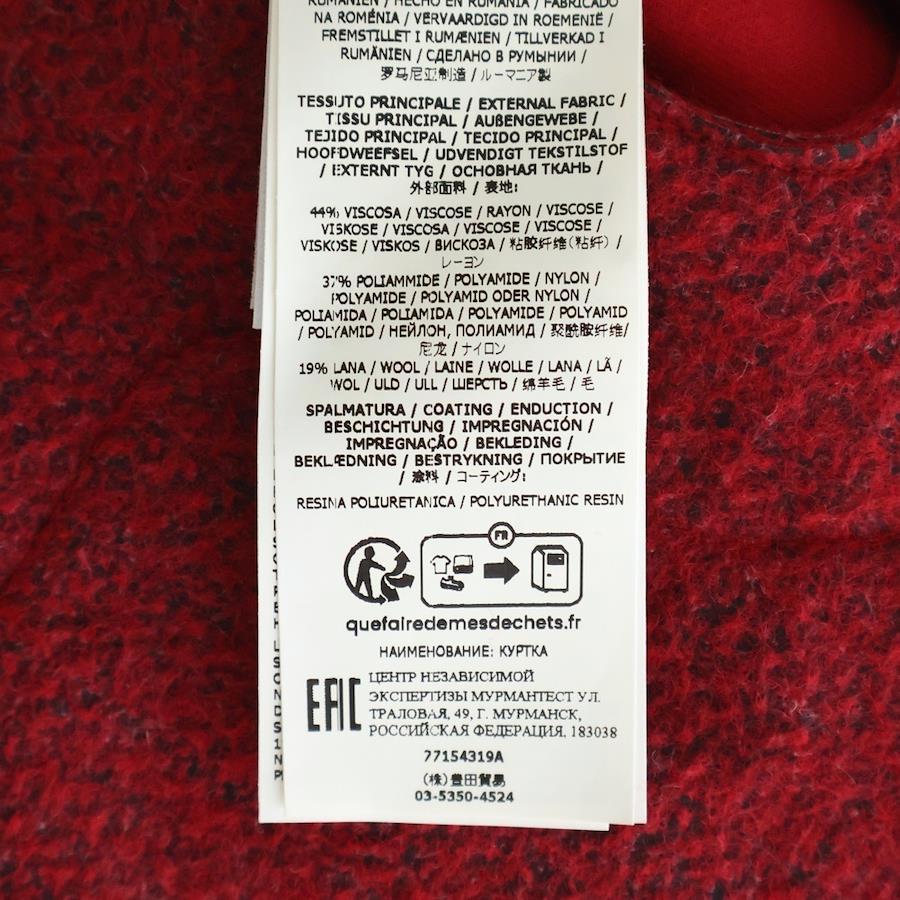 RUMÄNIEN / HECHO EN RUMANIA / FABRICADO
NA ROMÉNIA / VERVAARDIGD IN ROEMENIË /
FREMSTILLET I RUMÆNIEN / TILLVERKAD I
RUMÄNIEN / СДЕЛАНО В РУМЫНИИ /
罗马尼亚制造 / ルーマニア製
TESSUTO PRINCIPALE / EXTERNAL FABRIC /
TISSU PRINCIPAL / AUßENGEWEBE /
TEJIDO PRINCIPAL / TECIDO PRINCIPAL /
HOOFDWEEFSEL / UDVENDIGT TEKSTILSTOF
/ EXTERNT TYG / ОСНОВНАЯ ТКАНЬ /
外部面料 / 表地:
44% VISCOSA / VISCOSE / RAYON / VISCOSE /
VISKOSE / VISCOSA / VISCOSE / VISCOSE /
VISKOSE / VISKOS / ВИСКОЗА / 粘胶纤维(粘纤) /
レーヨン
37% POLIAMMIDE / POLYAMIDE / NYLON /
POLYAMIDE / POLYAMID ODER NYLON /
POLIAMIDA / POLIAMIDA / POLYAMIDE / POLYAMID
/ POLYAMID / НЕЙЛОН, ПОЛИАМИД / 聚酰胺纤维/
尼龙 / ナイロン
19% LANA / WOOL / LAINE / WOLLE / LANA / LÃ /
WOL / ULD / ULL / ШЕРСТЬ / 绵羊毛 / 毛
SPALMATURA / COATING / ENDUCTION /
BESCHICHTUNG / IMPREGNACIÓN /
IMPREGNAÇÃO / BEKLEDING /
BEKLÆDNING / BESTRYKNING / ПОКРЫТИЕ
/ 涂料 / コーティング:
RESINA POLIURETANICA / POLYURETHANIC RESIN
FR
quefairedemesdechets.fr
НАИМЕНОВАНИЕ: КУРТКА
EAC
ЦЕНТР НЕЗАВИСИМОЙ
ЭКСПЕРТИЗЫ МУРМАНТЕСТ УЛ.
ТРАЛОВАЯ, 49, Г. МУРМАНСК,
РОССИЙСКАЯ ФЕДЕРАЦИЯ, 183038
77154319A
(株)豊田貿易
03-5350-4524